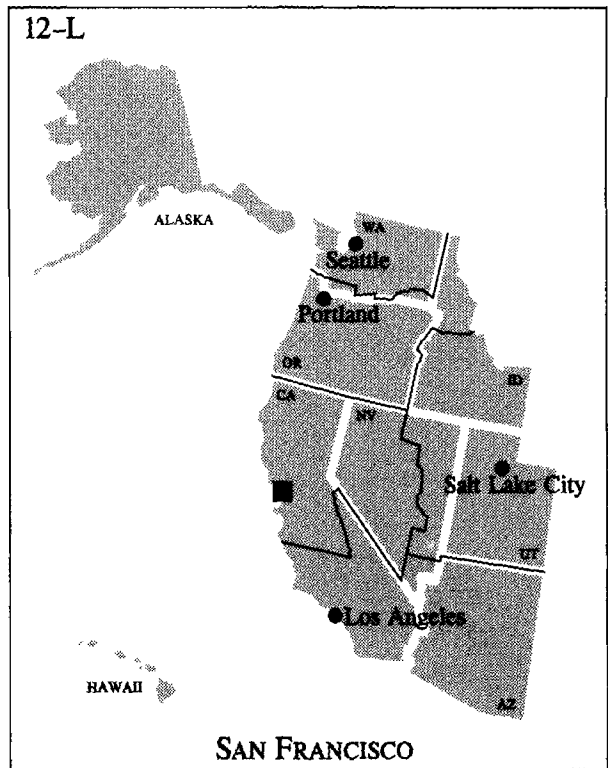 12-L
ALASKA
WA
Seattle
Portland
OR
ID
CA
NV
Salt Lake City
UT
Los Angeles
HAWAII
AZ
SAN FRANCISCO